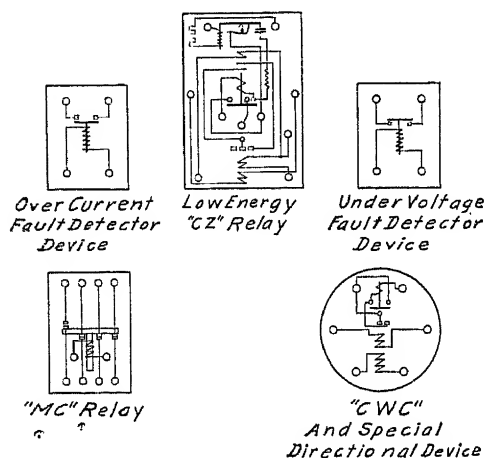 Over Current
Fault Detector
Device
Low Energy
"CZ" Relay
Under Voltage
Fault Detector
Device
"MC" Relay
"CWC"
And Special
Directional Device